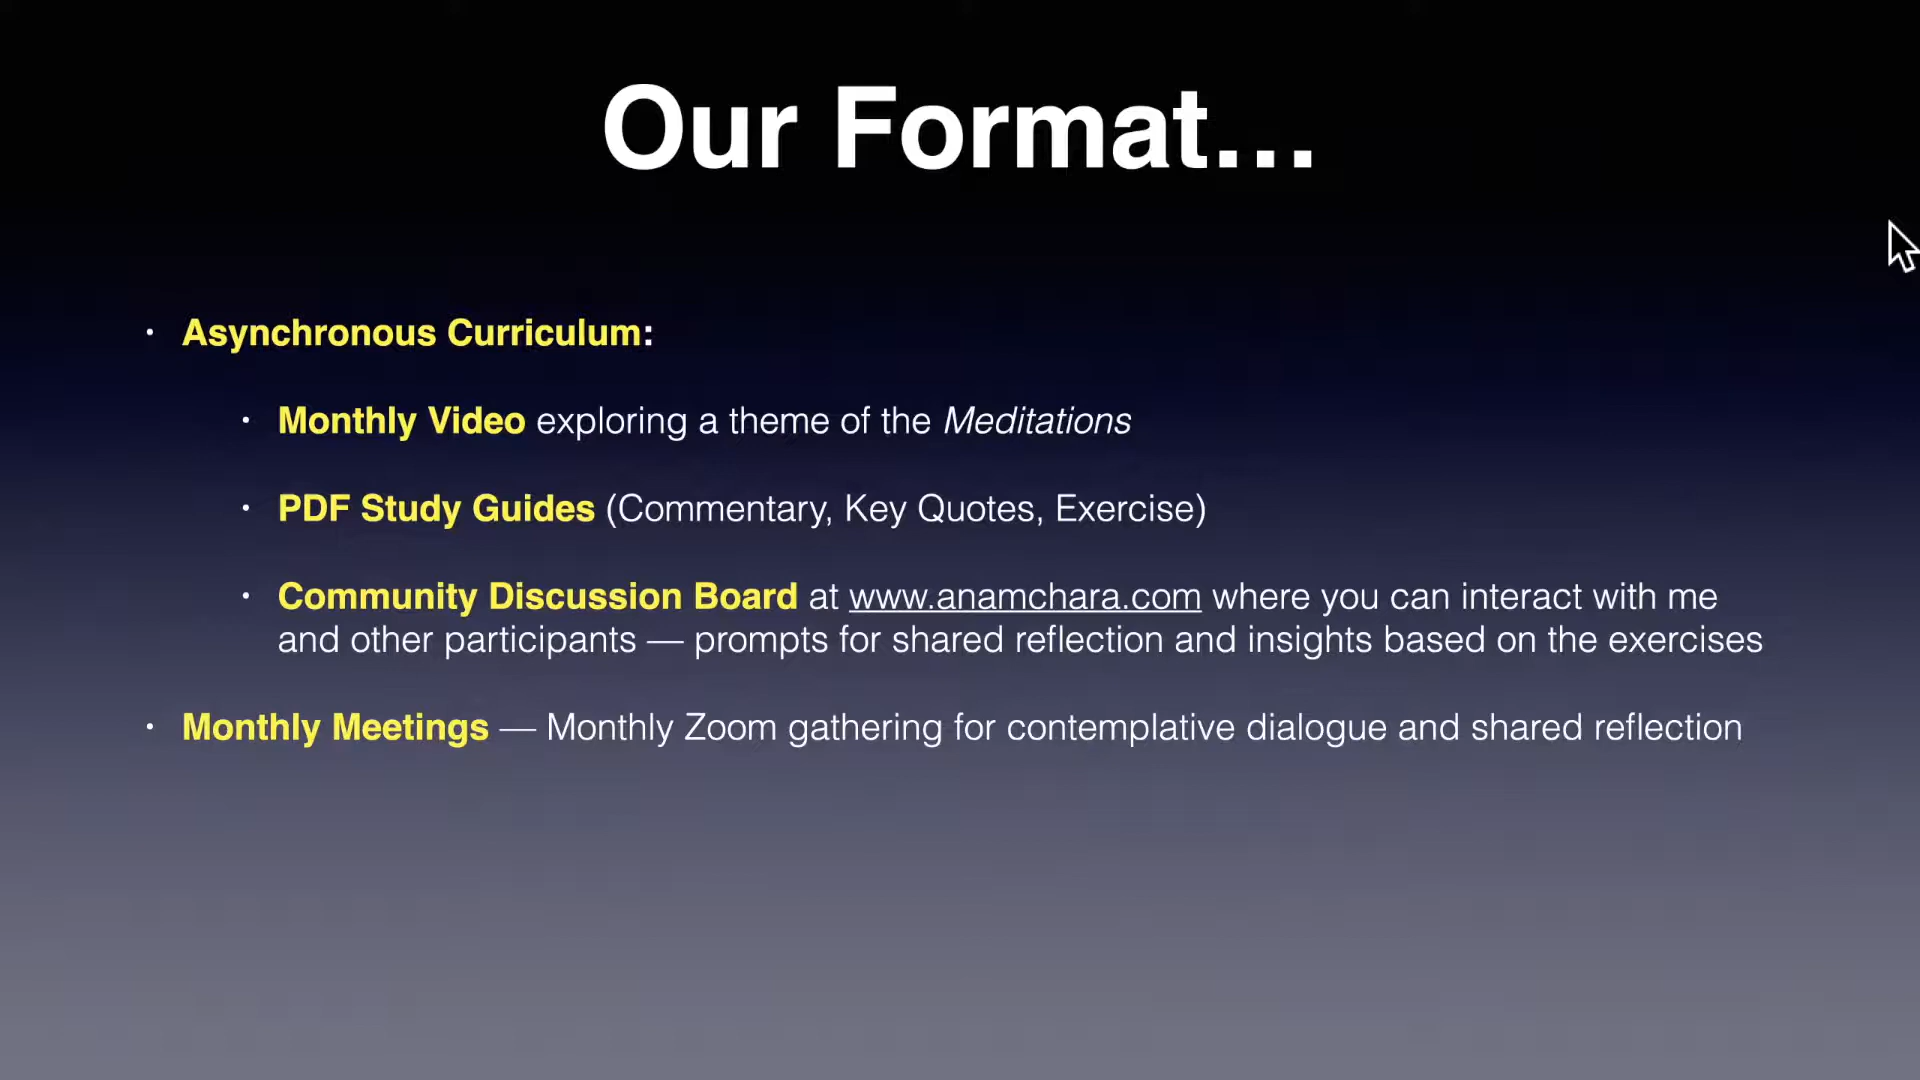 Our Format…
• Asynchronous Curriculum:
• Monthly Video exploring a theme of the Meditations
• PDF Study Guides (Commentary, Key Quotes, Exercise)
• Community Discussion Board at www.anamchara.com where you can interact with me
and other participants — prompts for shared reflection and insights based on the exercises
• Monthly Meetings — Monthly Zoom gathering for contemplative dialogue and shared reflection